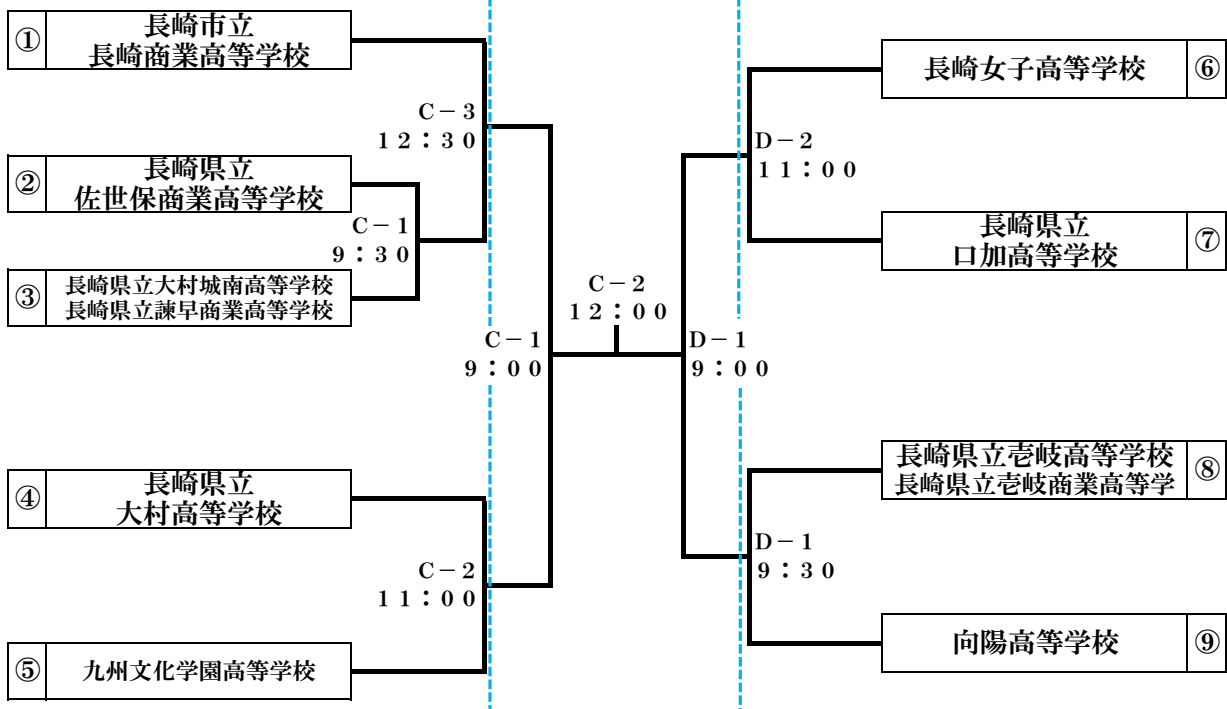 ①
長崎市立
長崎商業高等学校
C－3
12：30
②
長崎県立
佐世保商業高等学校
C－1
9：30
③
長崎県立大村城南高等学校
長崎県立諫早商業高等学校
C－1
9：00
④
長崎県立
大村高等学校
C－2
11：00
⑤
九州文化学園高等学校
C－2
12：00
長崎女子高等学校
⑥
D－2
11：00
長崎県立
口加高等学校
⑦
D－1
9：00
長崎県立壱岐高等学校
長崎県立壱岐商業高等学
⑧
D－1
9：30
向陽高等学校
⑨